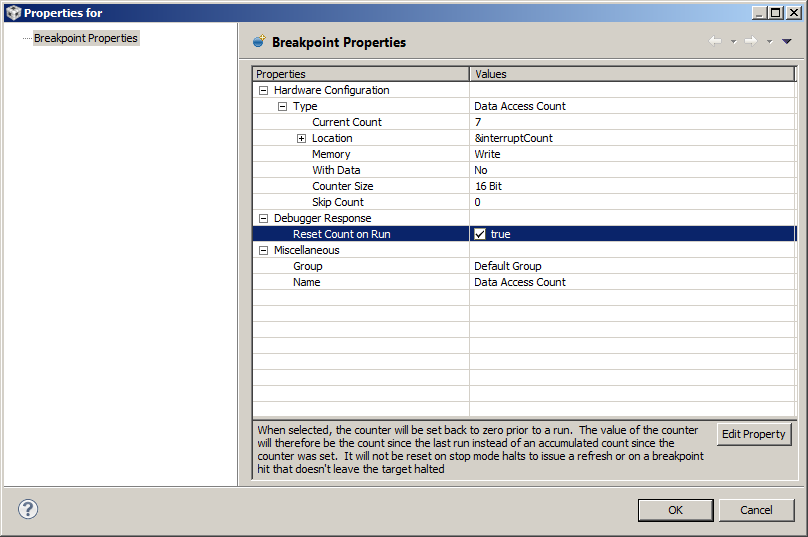 Properties for
Breakpoint Properties
Breakpoint Properties
Properties Values
Hardware Configuration
Type Data Access Count
Current Count 7
Location &interruptCount
Memory Write
With Data No
Counter Size 16 Bit
Skip Count 0
Debugger Response
Reset Count on Run true
Miscellaneous
Group Default Group
Name Data Access Count
When selected, the counter will be set back to zero prior to a run. The value of the counter
will therefore be the count since the last run instead of an accumulated count since the
counter was set. It will not be reset on stop mode halts to issue a refresh or on a breakpoint
hit that doesn't leave the target halted
Edit Property
?
OK Cancel